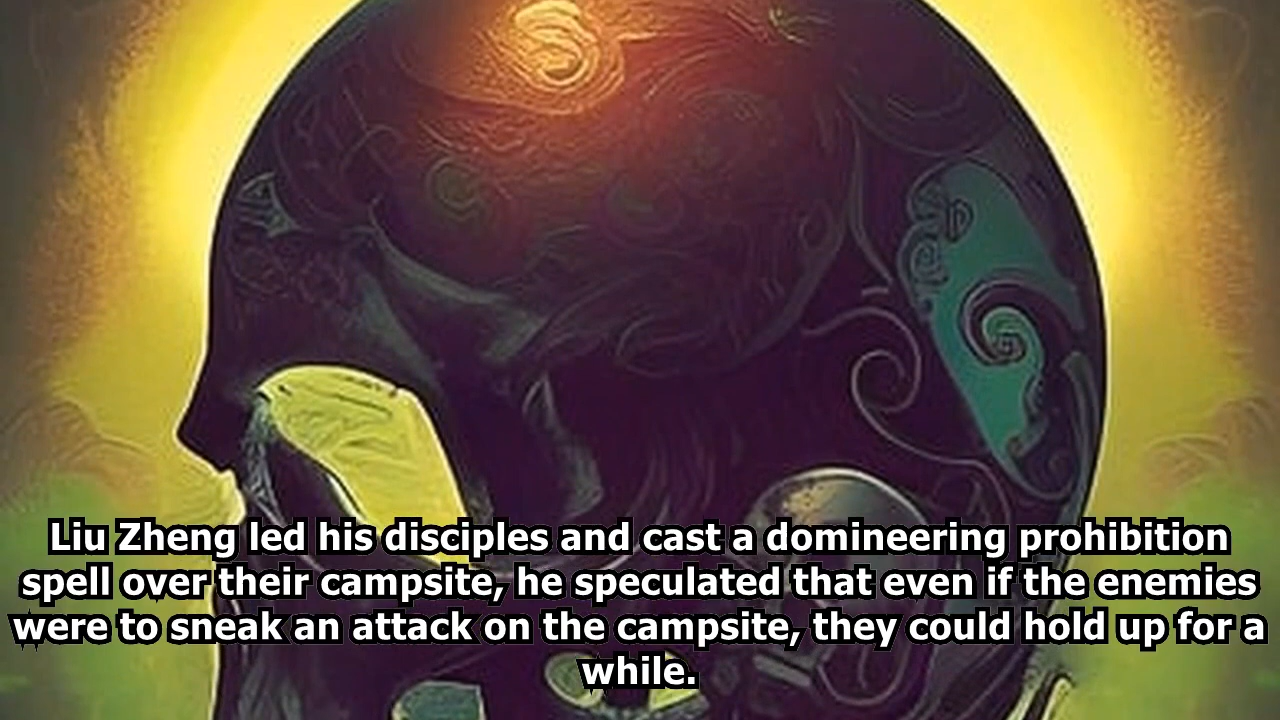 Liu Zheng led his disciples and cast a domineering prohibition
spell over their campsite, he speculated that even if the enemies
were to sneak an attack on the campsite, they could hold up for a
while.